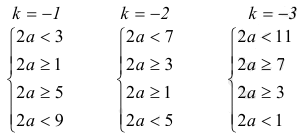 k = -1 k = -2 k = -3
2a < 3 2a < 7 2a < 11
2a ≥ 1 2a ≥ 3 2a ≥ 7
2a ≥ 5 2a ≥ 1 2a ≥ 3
2a < 9 2a < 5 2a < 1